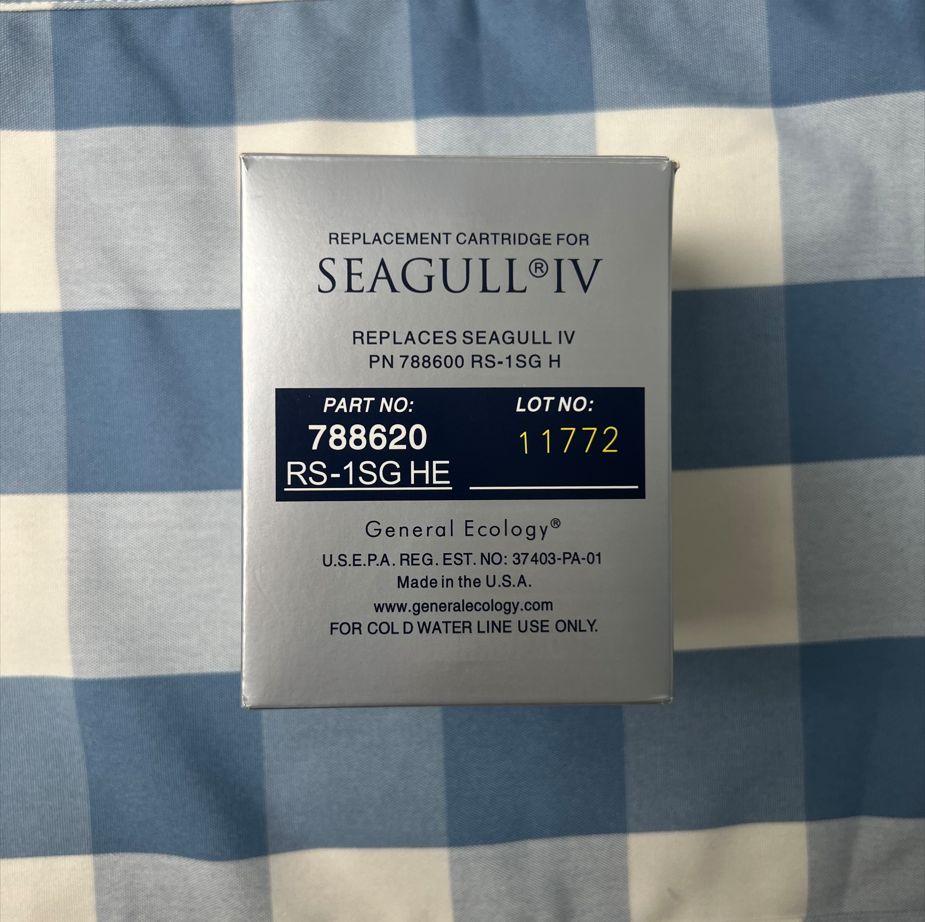 REPLACEMENT CARTRIDGE FOR
SEAGULL® IV
REPLACES SEAGULL IV
PN 788600 RS-1SG H
PART NO: LOT NO:
788620 11772
RS-1SG HE
General Ecology®
U.S.E.P.A. REG. EST. NO: 37403-PA-01
Made in the U.S.A.
www.generalecology.com
FOR COLD WATER LINE USE ONLY.